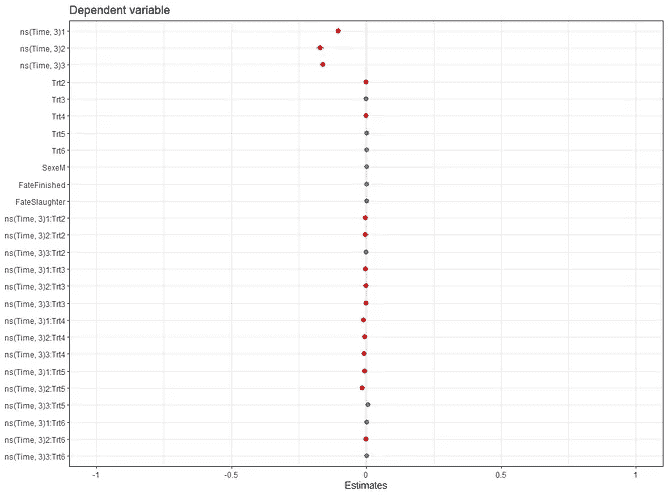 Dependent variable
ns(Time, 3)1
ns(Time, 3)2
ns(Time, 3)3
Trt2
Trt3
Trt4
Trt5
Trt6
SexeM
FateFinished
FateSlaughter
ns(Time, 3)1:Trt2
ns(Time, 3)2:Trt2
ns(Time, 3)3:Trt2
ns(Time, 3)1:Trt3
ns(Time, 3)2:Trt3
ns(Time, 3)3:Trt3
ns(Time, 3)1:Trt4
ns(Time, 3)2:Trt4
ns(Time, 3)3:Trt4
ns(Time, 3)1:Trt5
ns(Time, 3)2:Trt5
ns(Time, 3)3:Trt5
ns(Time, 3)1:Trt6
ns(Time, 3)2:Trt6
ns(Time, 3)3:Trt6
-1 -0.5 0 0.5 1
Estimates